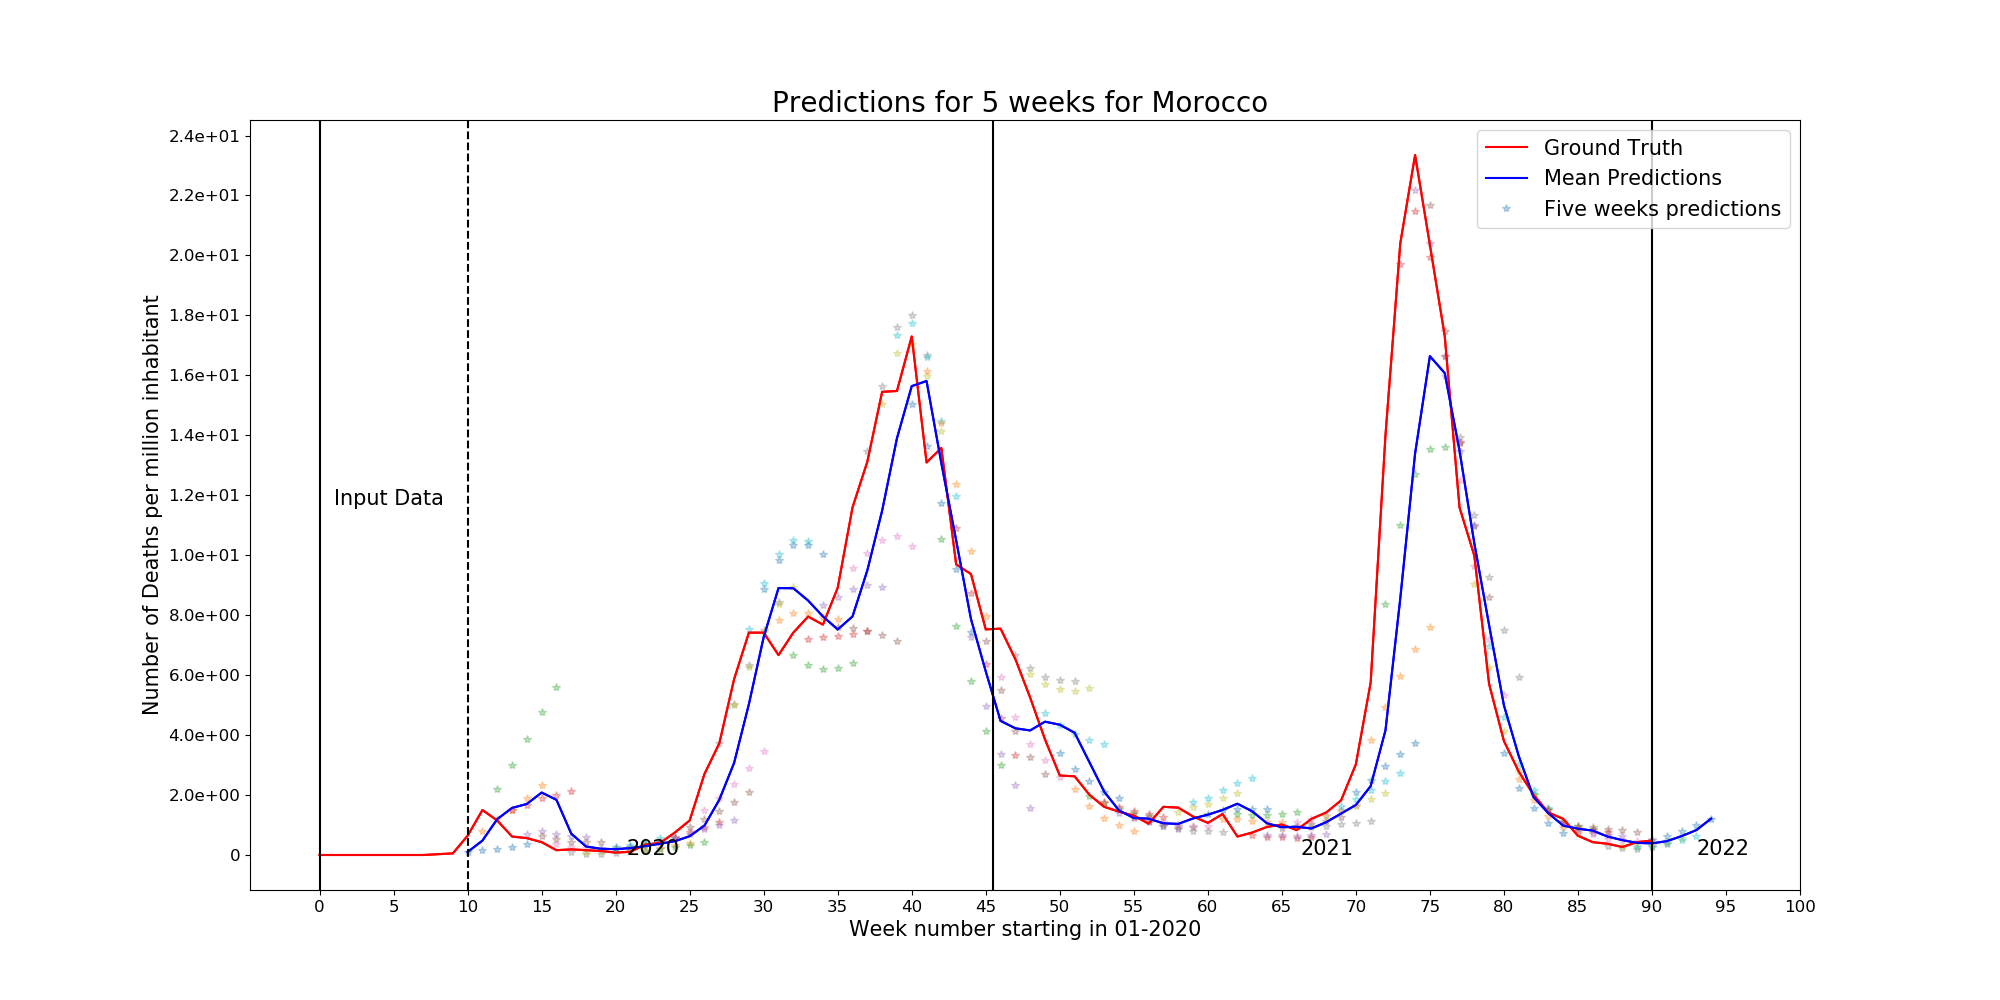 Predictions for 5 weeks for Morocco
2.4e+01
2.2e+01
2.0e+01
1.8e+01
1.6e+01
1.4e+01
1.2e+01
1.0e+01
8.0e+00
6.0e+00
4.0e+00
2.0e+00
0
Number of Deaths per million inhabitant
Ground Truth
Mean Predictions
Five weeks predictions
Input Data
2020
2021
2022
0 5 10 15 20 25 30 35 40 45 50 55 60 65 70 75 80 85 90 95 100
Week number starting in 01-2020